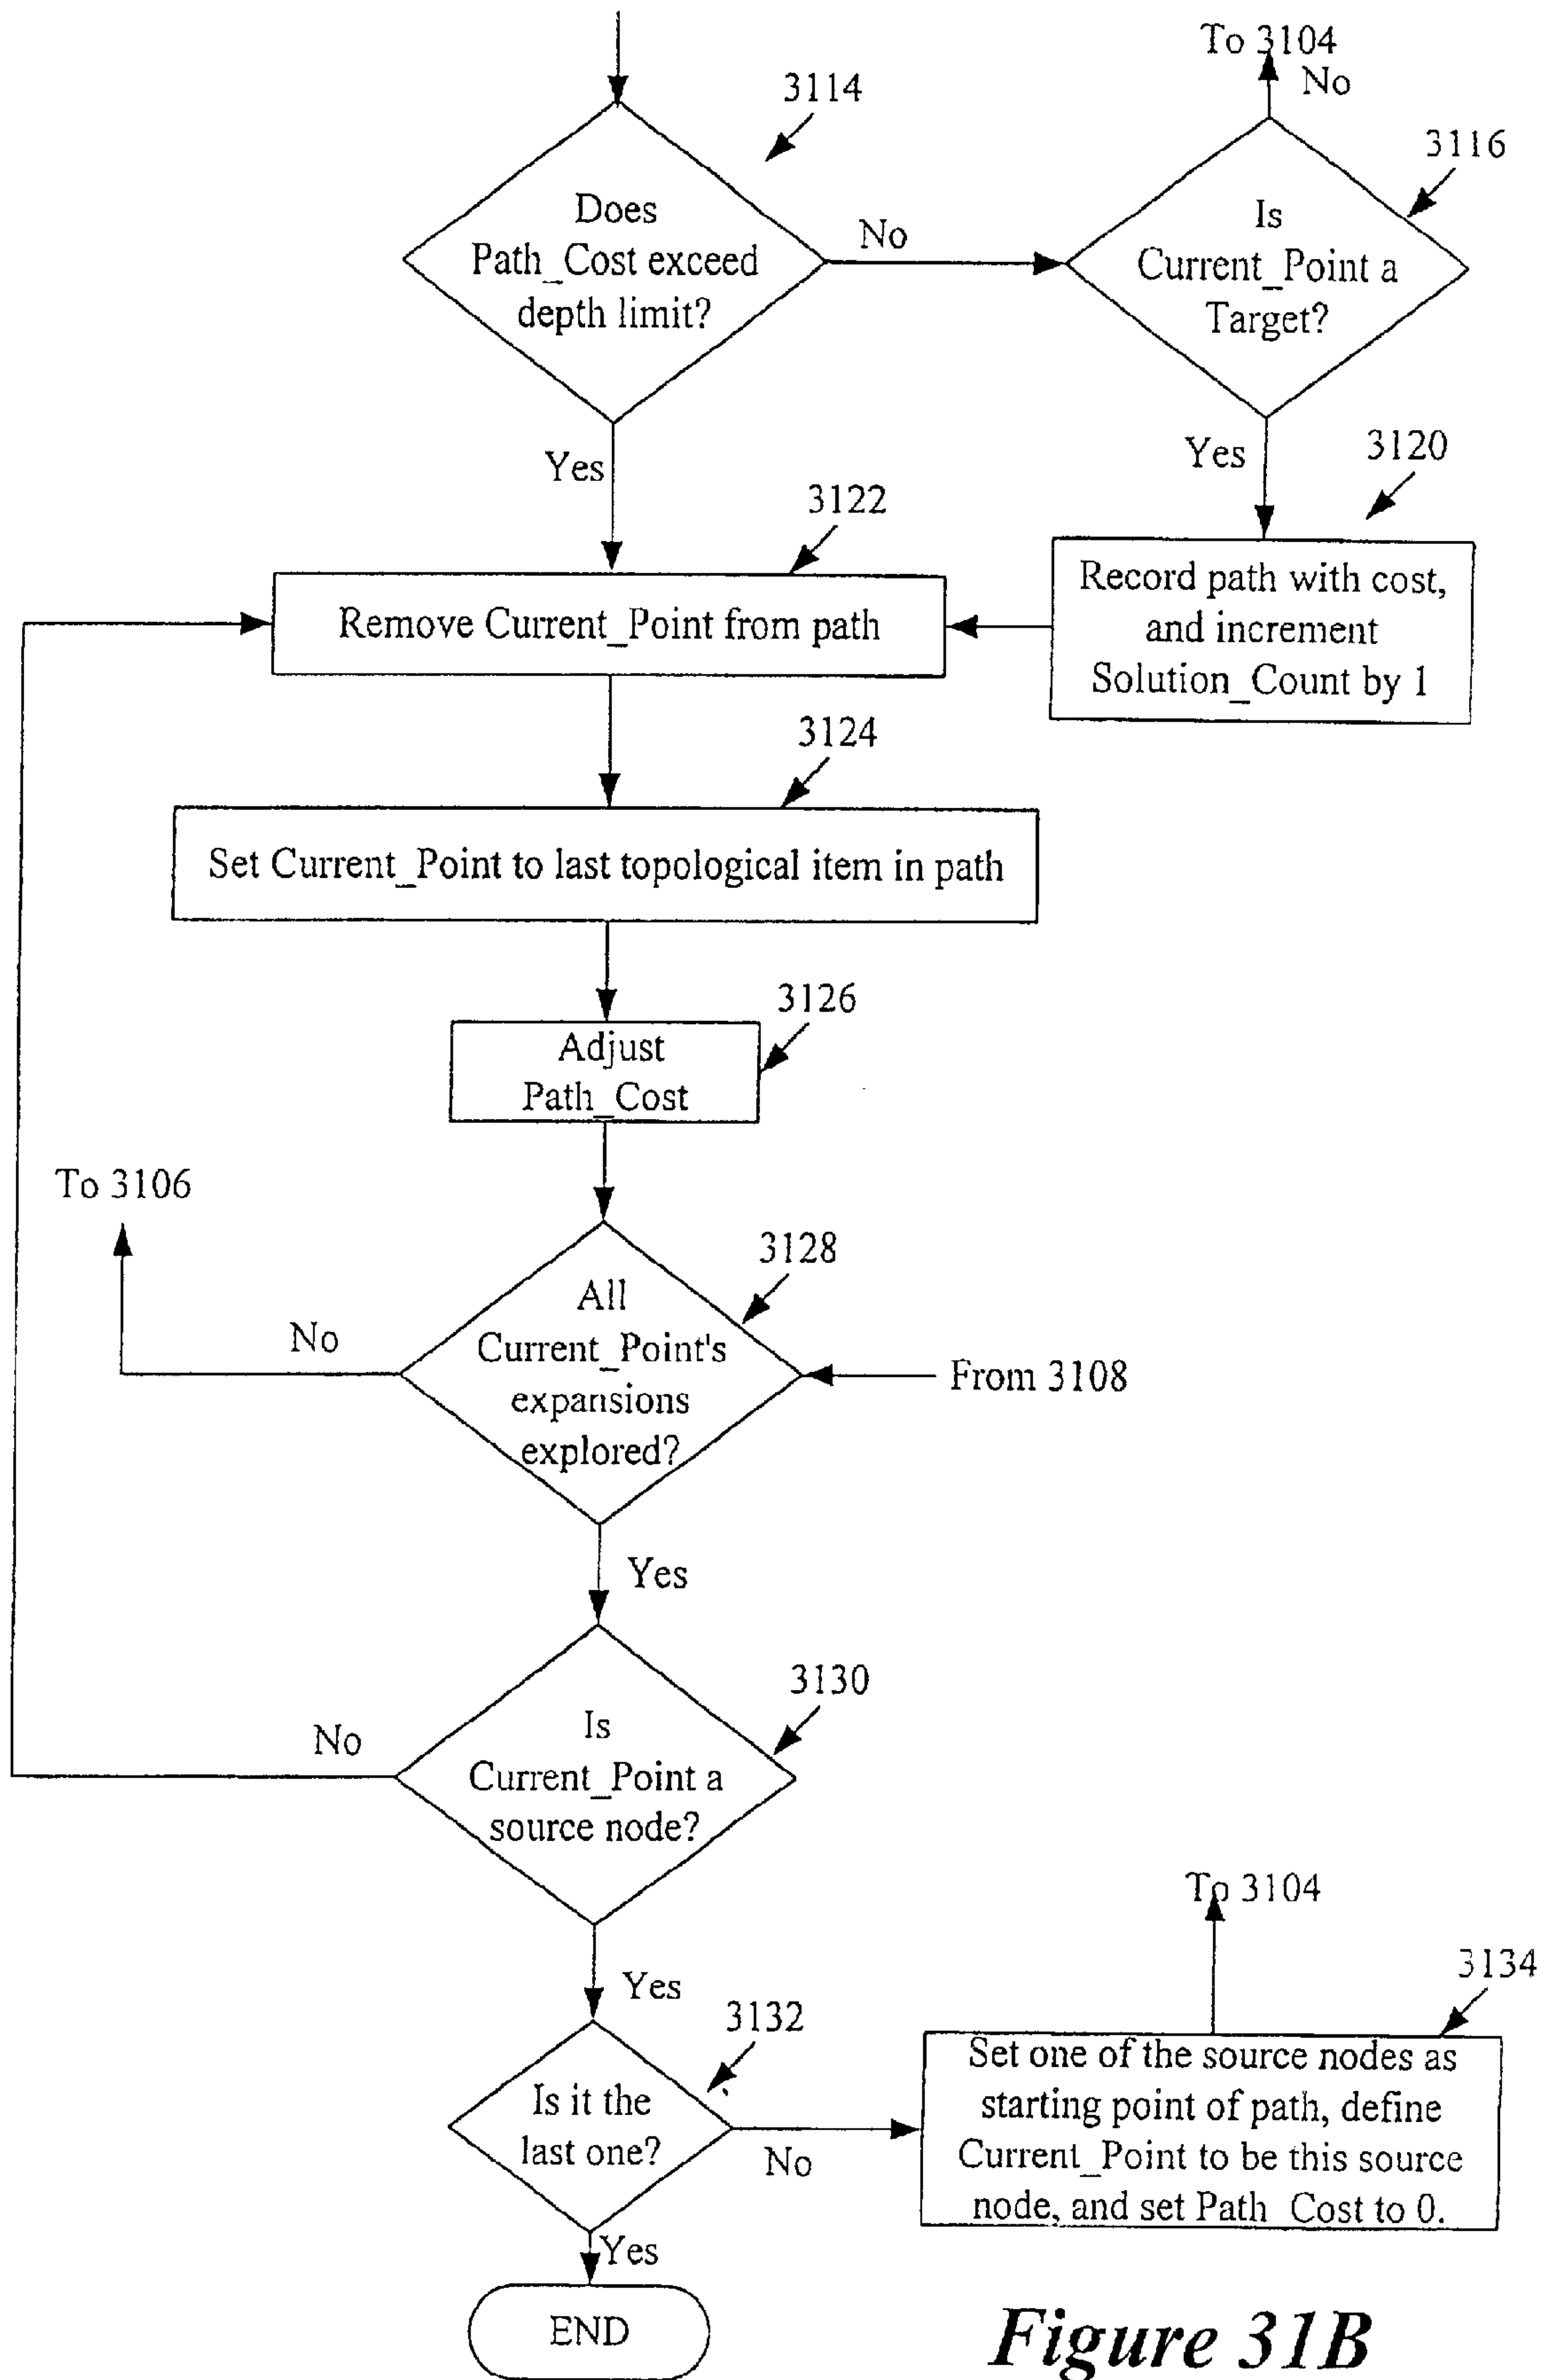 To 3104
No
3114
3116
Does
Path_Cost exceed
depth limit?
No
Is
Current_Point a
Target?
Yes
Yes
3120
3122
Remove Current_Point from path
Record path with cost,
and increment
Solution_Count by 1
3124
Set Current_Point to last topological item in path
3126
Adjust
Path_Cost
To 3106
3128
All
Current_Point's
expansions
explored?
No
From 3108
Yes
3130
Is
Current_Point a
source node?
No
To 3104
3134
Yes
3132
Is it the
last one?
No
Set one of the source nodes as
starting point of path, define
Current_Point to be this source
node, and set Path_Cost to 0.
Yes
END
Figure 31B